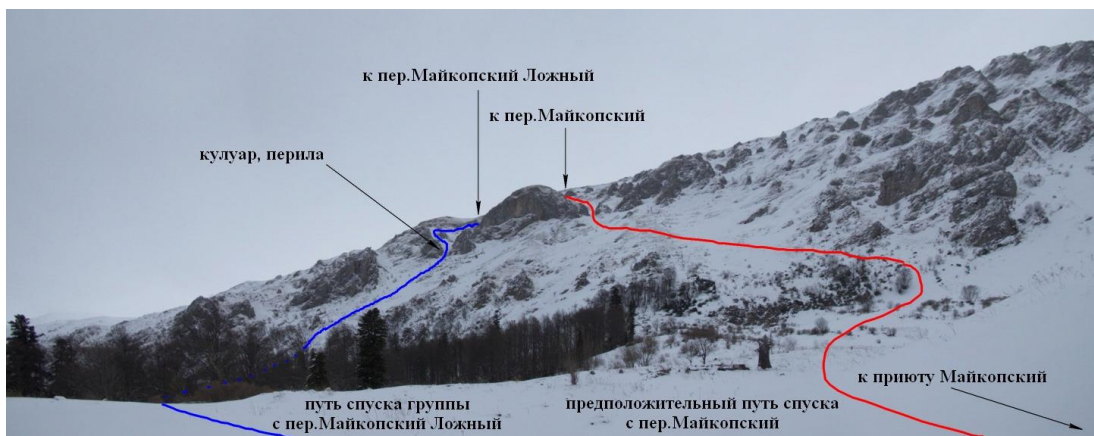 к пер.Майкопский Ложный
к пер.Майкопский
кулуар, перила
к приюту Майкопский
путь спуска группы
с пер.Майкопский Ложный
предположительный путь спуска
с пер.Майкопский